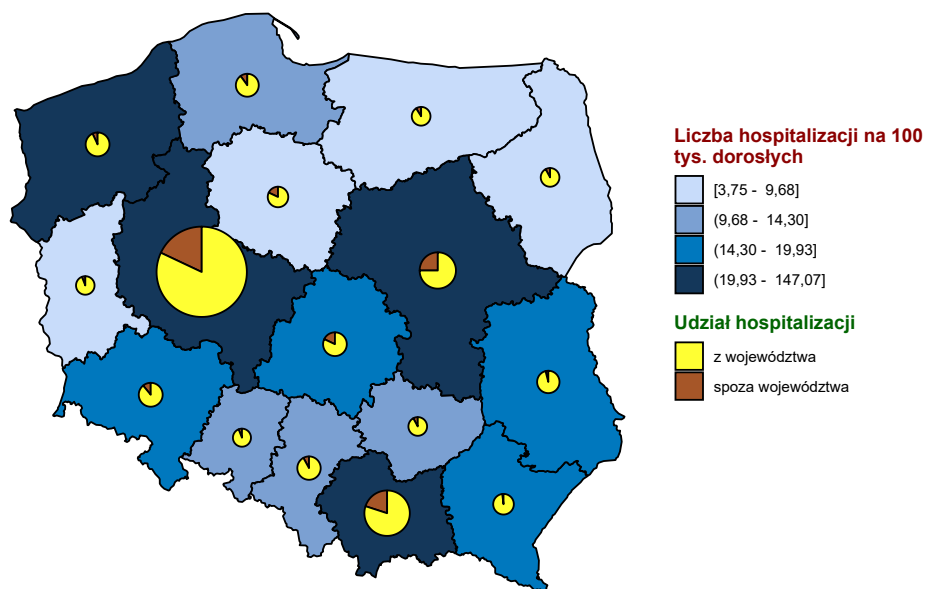 Liczba hospitalizacji na 100
tys. dorosłych
[3,75 - 9,68]
(9,68 - 14,30]
(14,30 - 19,93]
(19,93 - 147,07]
Udział hospitalizacji
z województwa
spoza województwa